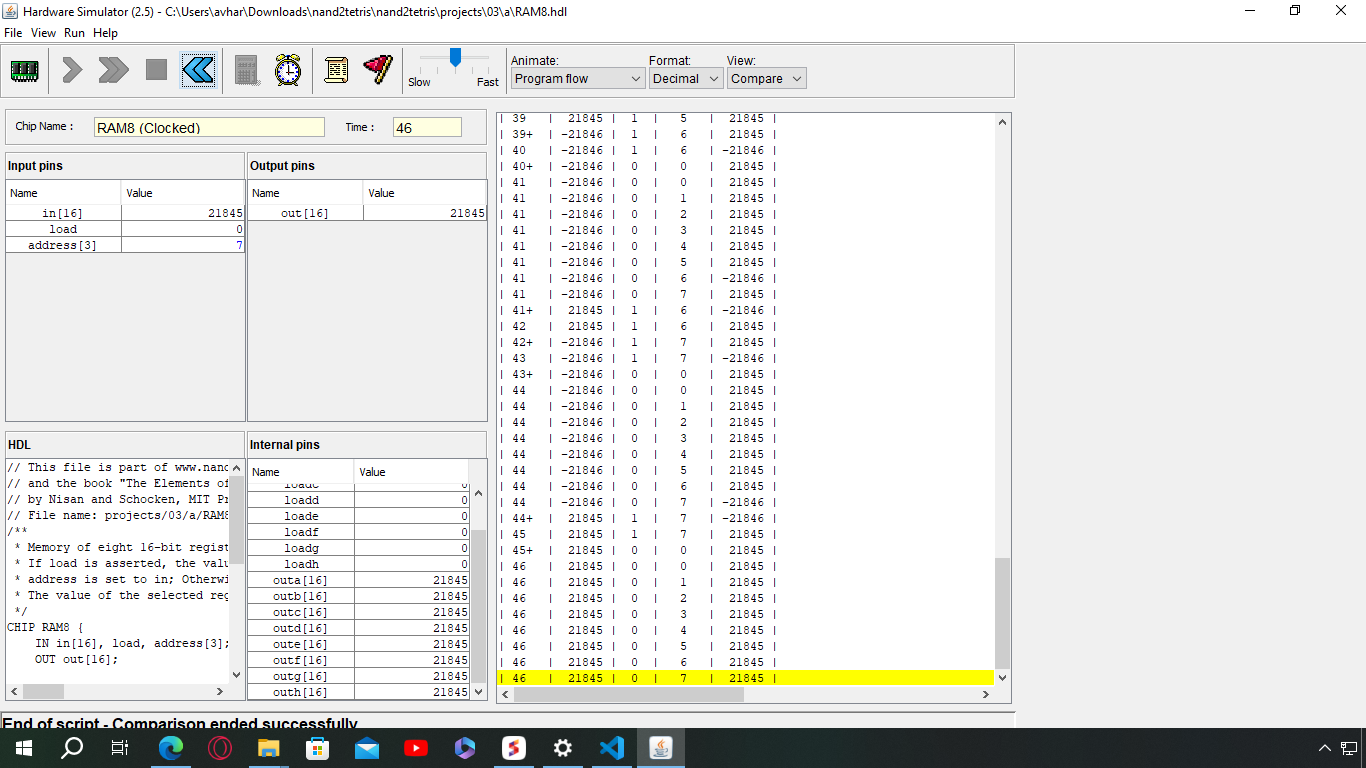 Hardware Simulator (2.5) - C:\Users\avhar\Downloads\nand2tetris\nand2tetris\projects\03\a\RAM8.hdl
File View Run Help
Animate: Format: View:
Slow Fast Program flow Decimal Compare
Chip Name : RAM8 (Clocked) Time : 46
Input pins
Name Value
in[16] 21845
load 0
address[3] 7
Output pins
Name Value
out[16] 21845
HDL
// This file is part of www.nand
// and the book "The Elements of
// by Nisan and Schocken, MIT Pr
// File name: projects/03/a/RAM8
/**
* Memory of eight 16-bit regist
* If load is asserted, the valu
* address is set to in; Otherwi
* The value of the selected reg
*/
CHIP RAM8 {
IN in[16], load, address[3];
OUT out[16];
Internal pins
Name Value
loadc 0
loadd 0
loade 0
loadf 0
loadg 0
loadh 0
outa[16] 21845
outb[16] 21845
outc[16] 21845
outd[16] 21845
oute[16] 21845
outf[16] 21845
outg[16] 21845
outh[16] 21845
| 39 | 21845 | 1 | 5 | 21845 |
| 39+ | -21846 | 1 | 6 | 21845 |
| 40 | -21846 | 1 | 6 | -21846 |
| 40+ | -21846 | 0 | 0 | 21845 |
| 41 | -21846 | 0 | 0 | 21845 |
| 41 | -21846 | 0 | 1 | 21845 |
| 41 | -21846 | 0 | 2 | 21845 |
| 41 | -21846 | 0 | 3 | 21845 |
| 41 | -21846 | 0 | 4 | 21845 |
| 41 | -21846 | 0 | 5 | 21845 |
| 41 | -21846 | 0 | 6 | -21846 |
| 41 | -21846 | 0 | 7 | 21845 |
| 41+ | 21845 | 1 | 6 | -21846 |
| 42 | 21845 | 1 | 6 | 21845 |
| 42+ | -21846 | 1 | 7 | 21845 |
| 43 | -21846 | 1 | 7 | -21846 |
| 43+ | -21846 | 0 | 0 | 21845 |
| 44 | -21846 | 0 | 0 | 21845 |
| 44 | -21846 | 0 | 1 | 21845 |
| 44 | -21846 | 0 | 2 | 21845 |
| 44 | -21846 | 0 | 3 | 21845 |
| 44 | -21846 | 0 | 4 | 21845 |
| 44 | -21846 | 0 | 5 | 21845 |
| 44 | -21846 | 0 | 6 | 21845 |
| 44 | -21846 | 0 | 7 | -21846 |
| 44+ | 21845 | 1 | 7 | -21846 |
| 45 | 21845 | 1 | 7 | 21845 |
| 45+ | 21845 | 0 | 0 | 21845 |
| 46 | 21845 | 0 | 0 | 21845 |
| 46 | 21845 | 0 | 1 | 21845 |
| 46 | 21845 | 0 | 2 | 21845 |
| 46 | 21845 | 0 | 3 | 21845 |
| 46 | 21845 | 0 | 4 | 21845 |
| 46 | 21845 | 0 | 5 | 21845 |
| 46 | 21845 | 0 | 6 | 21845 |
| 46 | 21845 | 0 | 7 | 21845 |
End of script - Comparison ended successfully